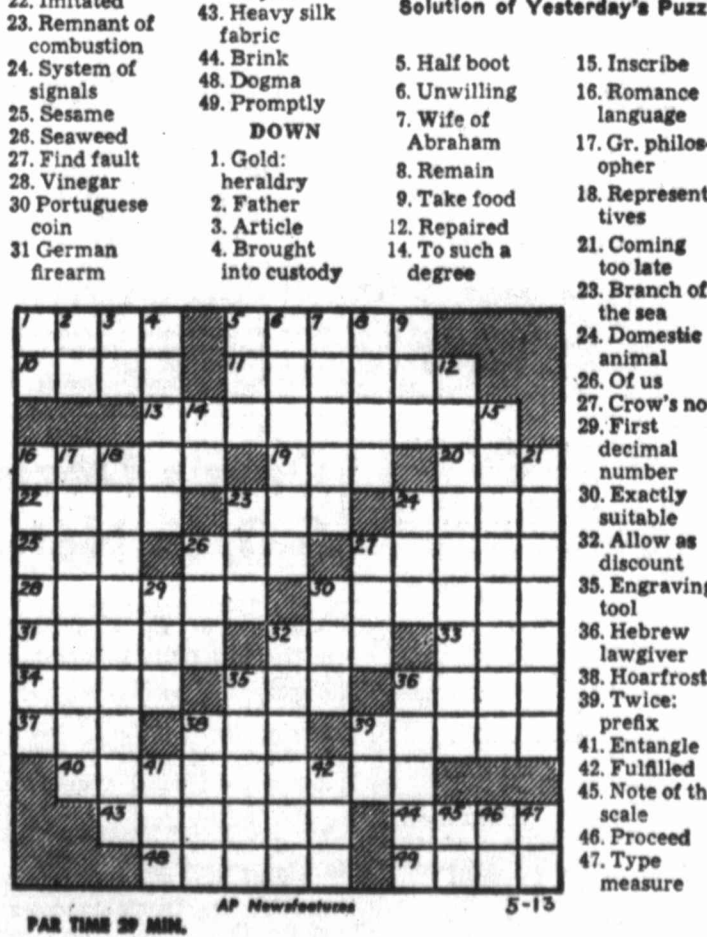 22. Imitated
23. Remnant of
combustion
24. System of
signals
25. Sesame
26. Seaweed
27. Find fault
28. Vinegar
30 Portuguese
coin
31 German
firearm
43. Heavy silk
fabric
44. Brink
48. Dogma
49. Promptly
DOWN
1. Gold:
heraldry
2. Father
3. Article
4. Brought
into custody
Solution of Yesterday's Puzz
5. Half boot
6. Unwilling
7. Wife of
Abraham
8. Remain
9. Take food
12. Repaired
14. To such a
degree
15. Inscribe
16. Romance
language
17. Gr. philos-
opher
18. Represent
tives
21. Coming
too late
23. Branch of
the sea
24. Domestic
animal
26. Of us
27. Crow's no
29. First
decimal
number
30. Exactly
suitable
32. Allow as
discount
35. Engraving
tool
36. Hebrew
lawgiver
38. Hoarfrost
39. Twice:
prefix
41. Entangle
42. Fulfilled
45. Note of th
scale
46. Proceed
47. Type
measure
1 2 3 4 5 6 7 8 9
10 11 12
13 14 15
16 17 18 19 20 21
22 23 24
25 26 27
28 29 30
31 32 33
34 35 36
37 38 39
40 41 42
43 44 45 46 47
48 49
AP Newsfeatures 5-13
PAR TIME 29 MIN.